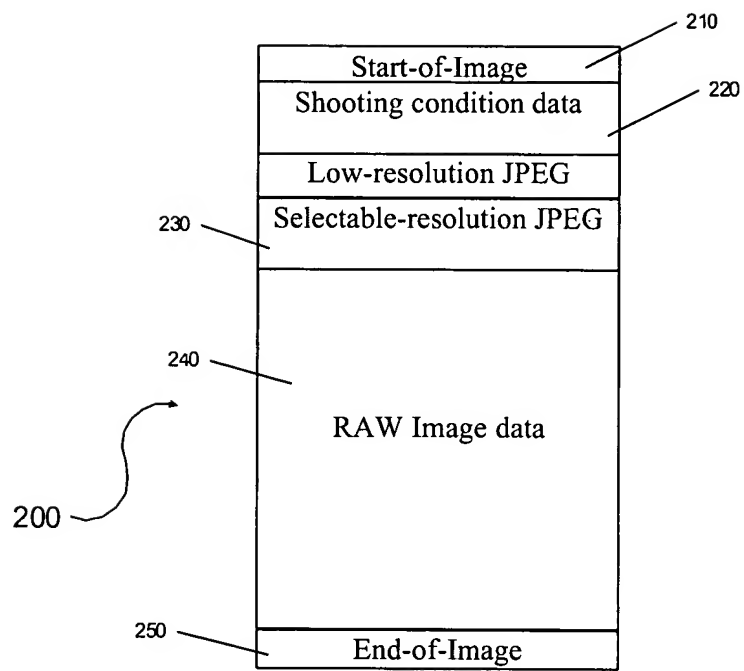 210
Start-of-Image
Shooting condition data
220
Low-resolution JPEG
Selectable-resolution JPEG
230
240
RAW Image data
200
250
End-of-Image